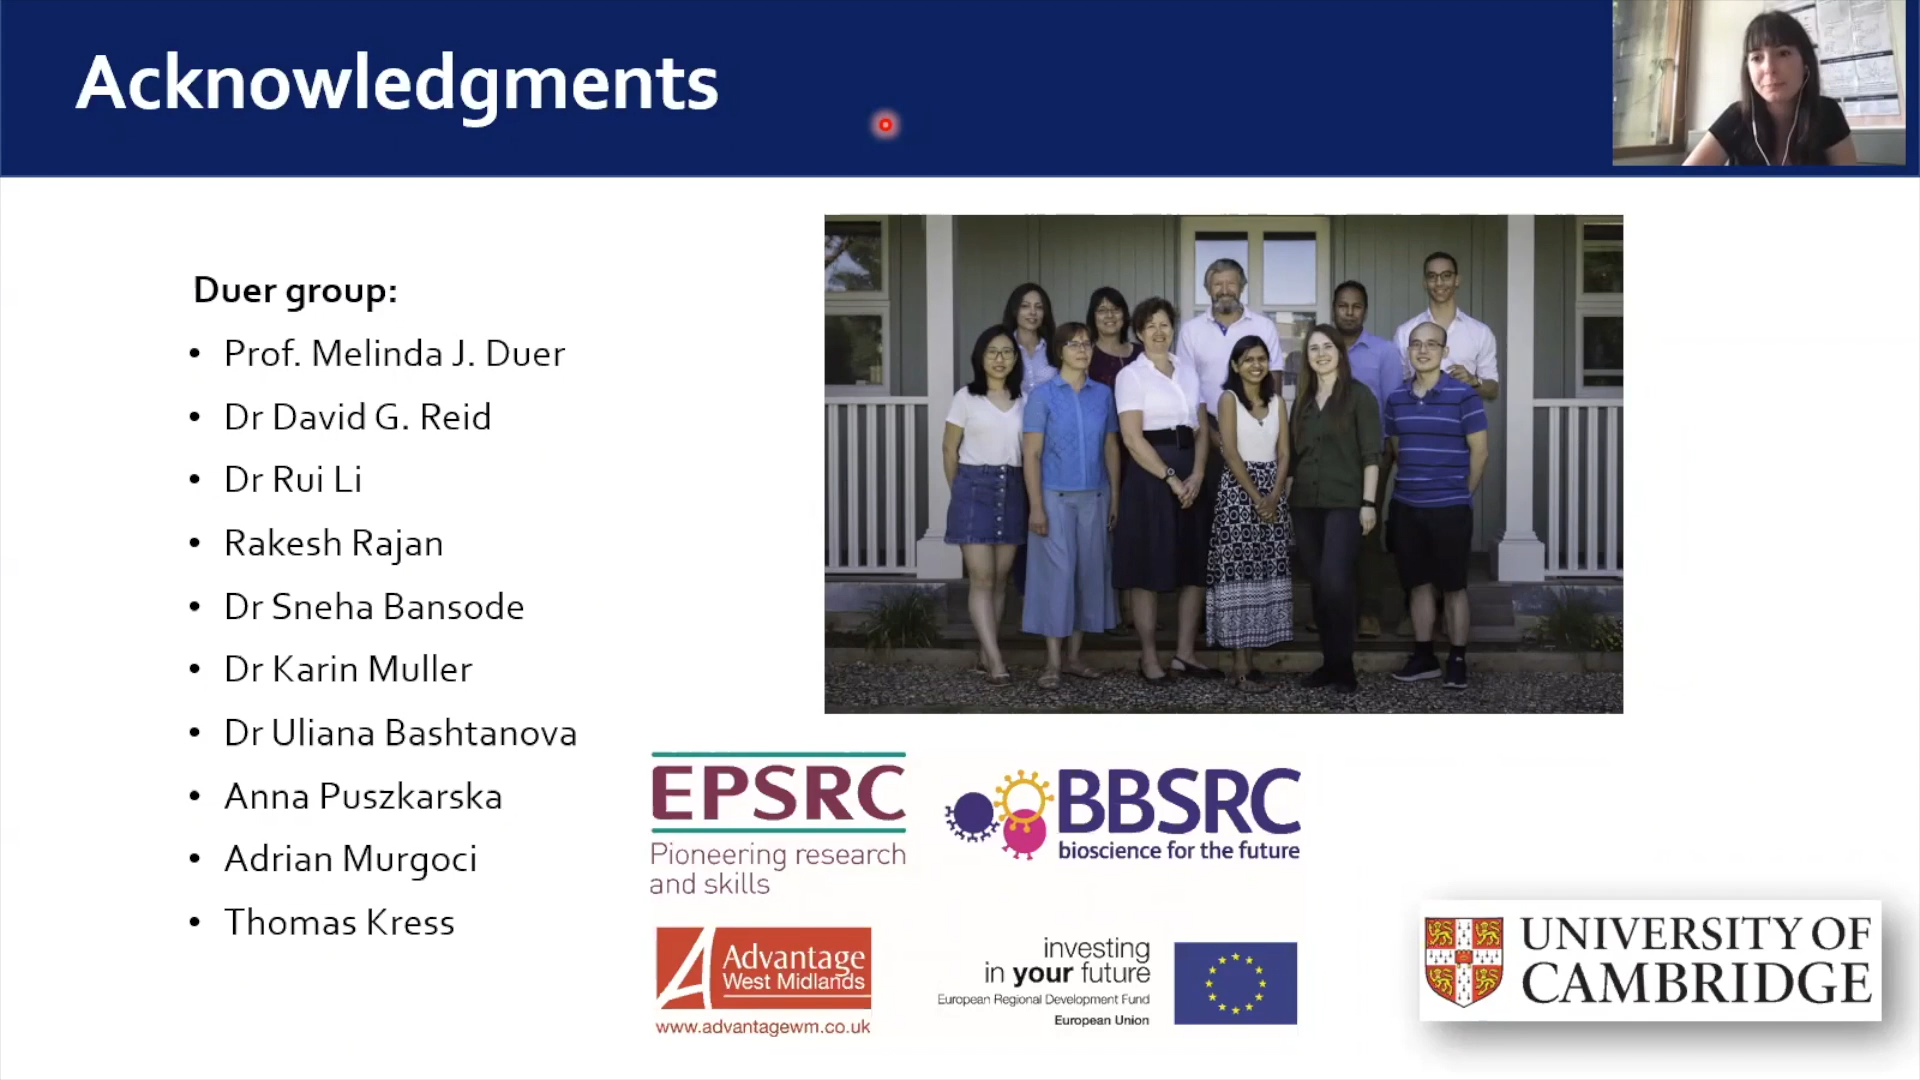 Acknowledgments
Duer group:
• Prof. Melinda J. Duer
• Dr David G. Reid
• Dr Rui Li
• Rakesh Rajan
• Dr Sneha Bansode
• Dr Karin Muller
• Dr Uliana Bashtanova
• Anna Puszkarska
• Adrian Murgoci
• Thomas Kress
EPSRC
Pioneering research
and skills
BBSRC
bioscience for the future
Advantage
West Midlands
www.advantagewm.co.uk
investing
in your future
European Regional Development Fund
European Union
UNIVERSITY OF
CAMBRIDGE